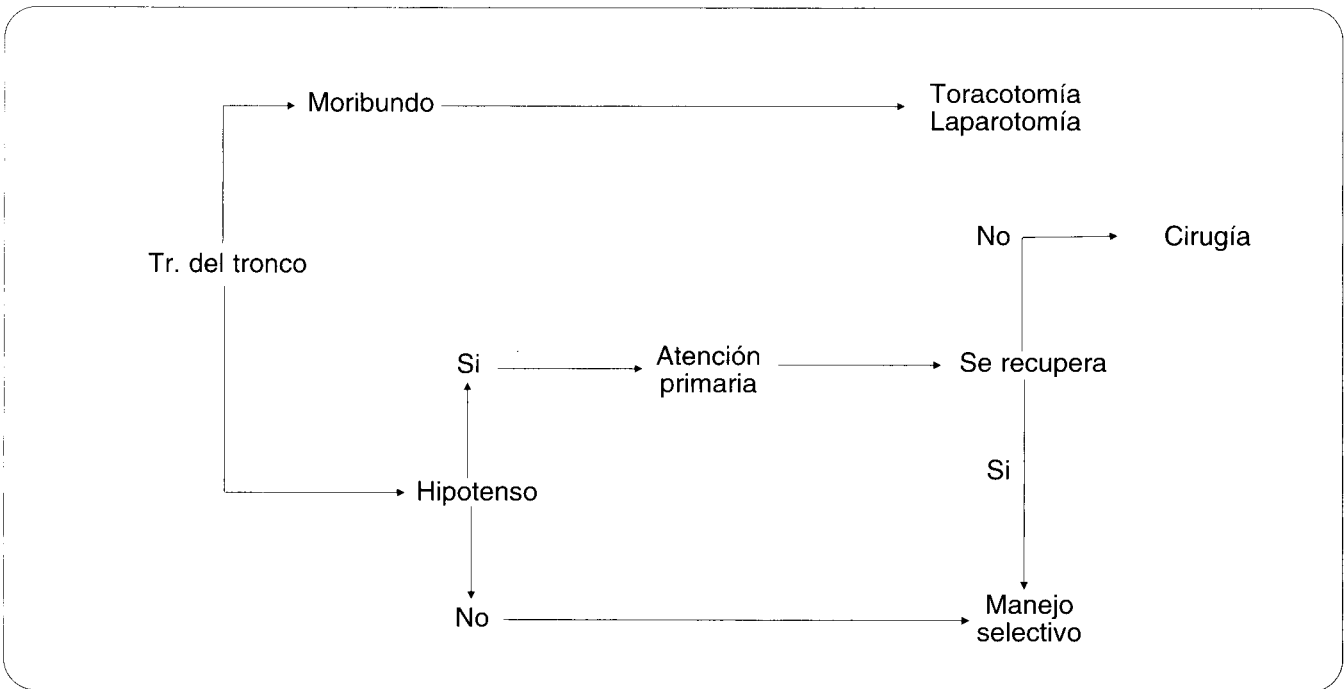 Moribundo
Toracotomía
Laparotomía
No
Cirugía
Tr. del tronco
Si
Atención
primaria
Se recupera
Si
Hipotenso
No
Manejo
selectivo